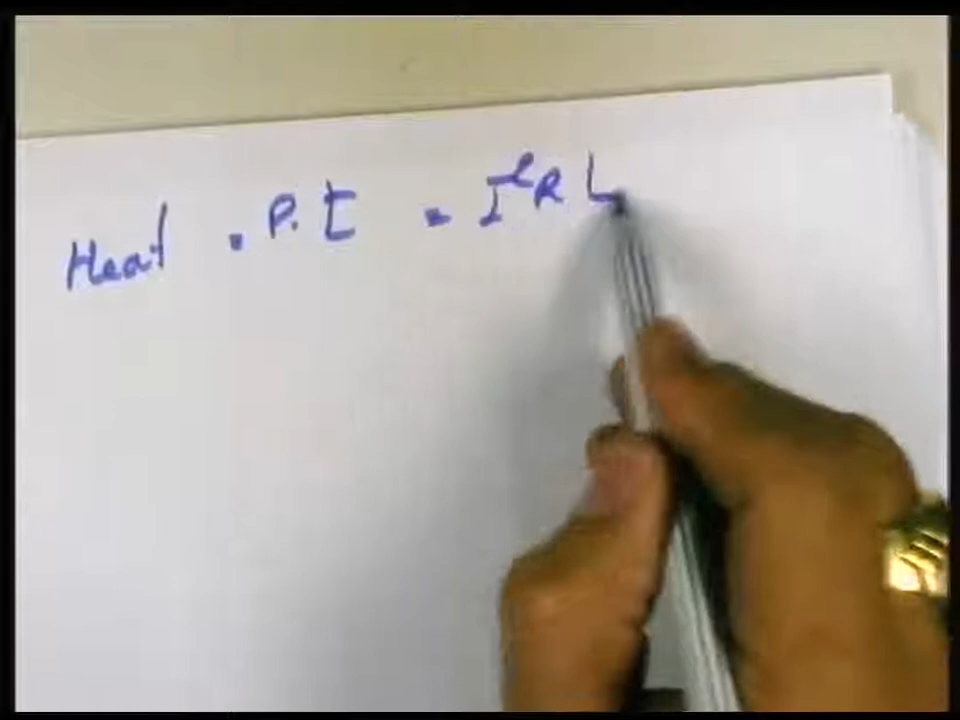 Heat = P.t = I²R t